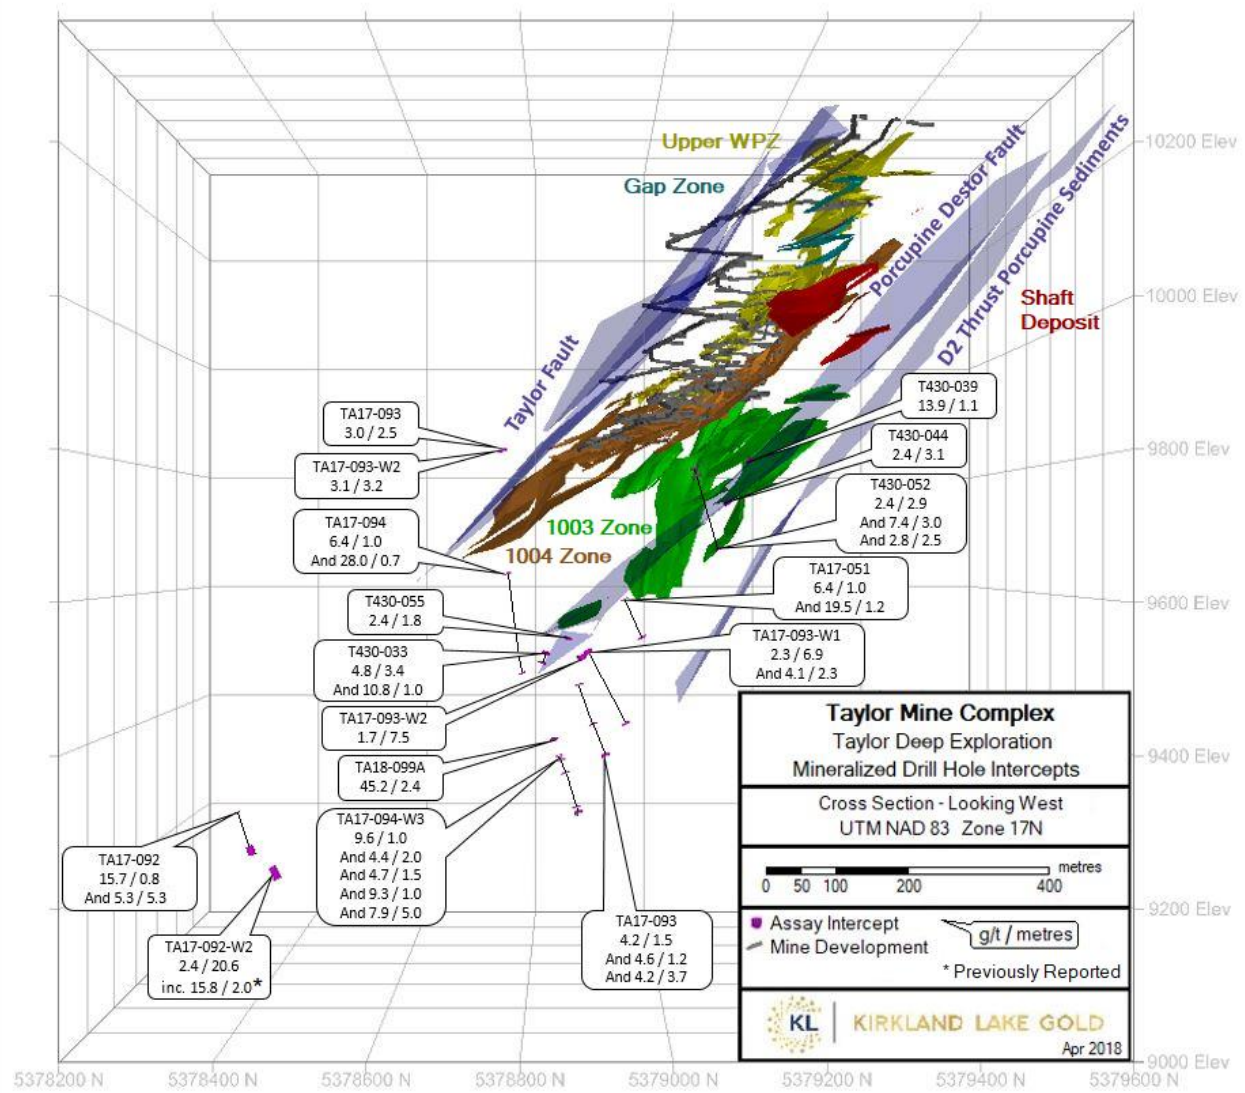 Upper WPZ
Gap Zone
Porcupine Destor Fault
D2 Thrust Porcupine Sediments
Shaft
Deposit
Taylor Fault
1003 Zone
1004 Zone
10200 Elev
10000 Elev
9800 Elev
9600 Elev
9400 Elev
9200 Elev
9000 Elev
TA17-093
3.0 / 2.5
TA17-093-W2
3.1 / 3.2
TA17-094
6.4 / 1.0
And 28.0 / 0.7
T430-055
2.4 / 1.8
T430-033
4.8 / 3.4
And 10.8 / 1.0
TA17-093-W2
1.7 / 7.5
TA18-099A
45.2 / 2.4
TA17-094-W3
9.6 / 1.0
And 4.4 / 2.0
And 4.7 / 1.5
And 9.3 / 1.0
And 7.9 / 5.0
TA17-092
15.7 / 0.8
And 5.3 / 5.3
TA17-092-W2
2.4 / 20.6
inc. 15.8 / 2.0*
TA17-093
4.2 / 1.5
And 4.6 / 1.2
And 4.2 / 3.7
T430-039
13.9 / 1.1
T430-044
2.4 / 3.1
T430-052
2.4 / 2.9
And 7.4 / 3.0
And 2.8 / 2.5
TA17-051
6.4 / 1.0
And 19.5 / 1.2
TA17-093-W1
2.3 / 6.9
And 4.1 / 2.3
Taylor Mine Complex
Taylor Deep Exploration
Mineralized Drill Hole Intercepts
Cross Section - Looking West
UTM NAD 83 Zone 17N
metres
0 50 100 200 400
Assay Intercept
g/t / metres
Mine Development
* Previously Reported
KL
KIRKLAND LAKE GOLD
Apr 2018
5378200 N 5378400 N 5378600 N 5378800 N 5379000 N 5379200 N 5379400 N 5379600 N